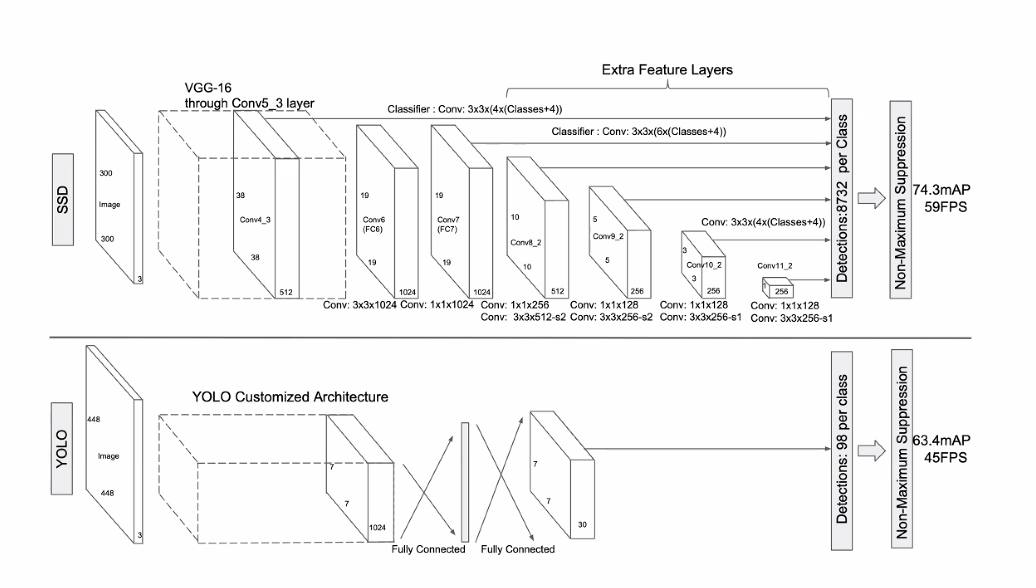 Extra Feature Layers
VGG-16
through Conv5_3 layer
Classifier : Conv: 3x3x(4x(Classes+4))
Classifier : Conv: 3x3x(6x(Classes+4))
SSD
300
Image
300
3
38
Conv4_3
38
512
19
Conv6
(FC6)
19
1024
19
Conv7
(FC7)
19
1024
10
Conv8_2
10
512
5
Conv9_2
5
256
Conv: 3x3x(4x(Classes+4))
3
Conv10_2
3
256
Conv11_2
256
Conv: 3x3x1024
Conv: 1x1x1024
Conv: 1x1x256
Conv: 3x3x512-s2
Conv: 1x1x128
Conv: 3x3x256-s2
Conv: 1x1x128
Conv: 3x3x256-s1
Conv: 1x1x128
Conv: 3x3x256-s1
Detections:8732 per Class
Non-Maximum Suppression
74.3mAP
59FPS
YOLO
448
Image
448
3
YOLO Customized Architecture
7
7
1024
Fully Connected
Fully Connected
7
7
30
Detections: 98 per class
Non-Maximum Suppression
63.4mAP
45FPS